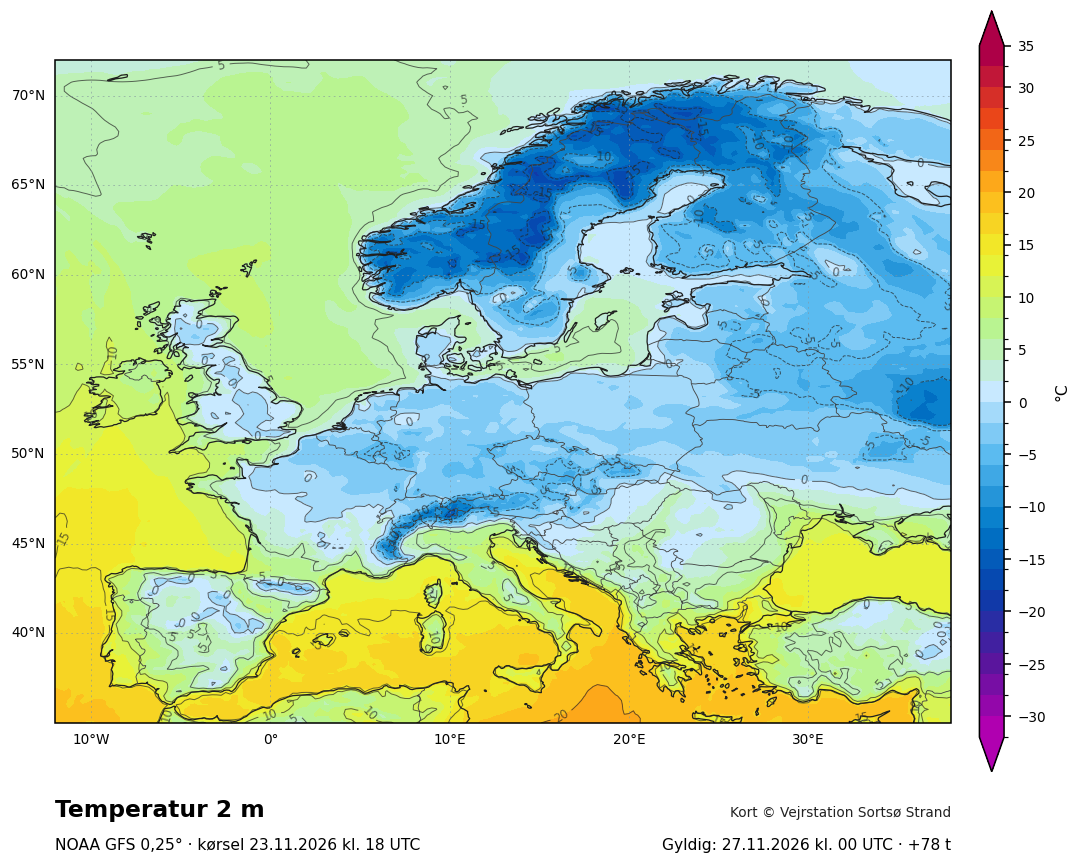 70°N
65°N
60°N
55°N
50°N
45°N
40°N
10°W 0° 10°E 20°E 30°E
35
30
25
20
15
10
5
0
−5
−10
−15
−20
−25
−30
°C
Temperatur 2 m
Kort © Vejrstation Sortsø Strand
NOAA GFS 0,25° · kørsel 23.11.2026 kl. 18 UTC
Gyldig: 27.11.2026 kl. 00 UTC · +78 t